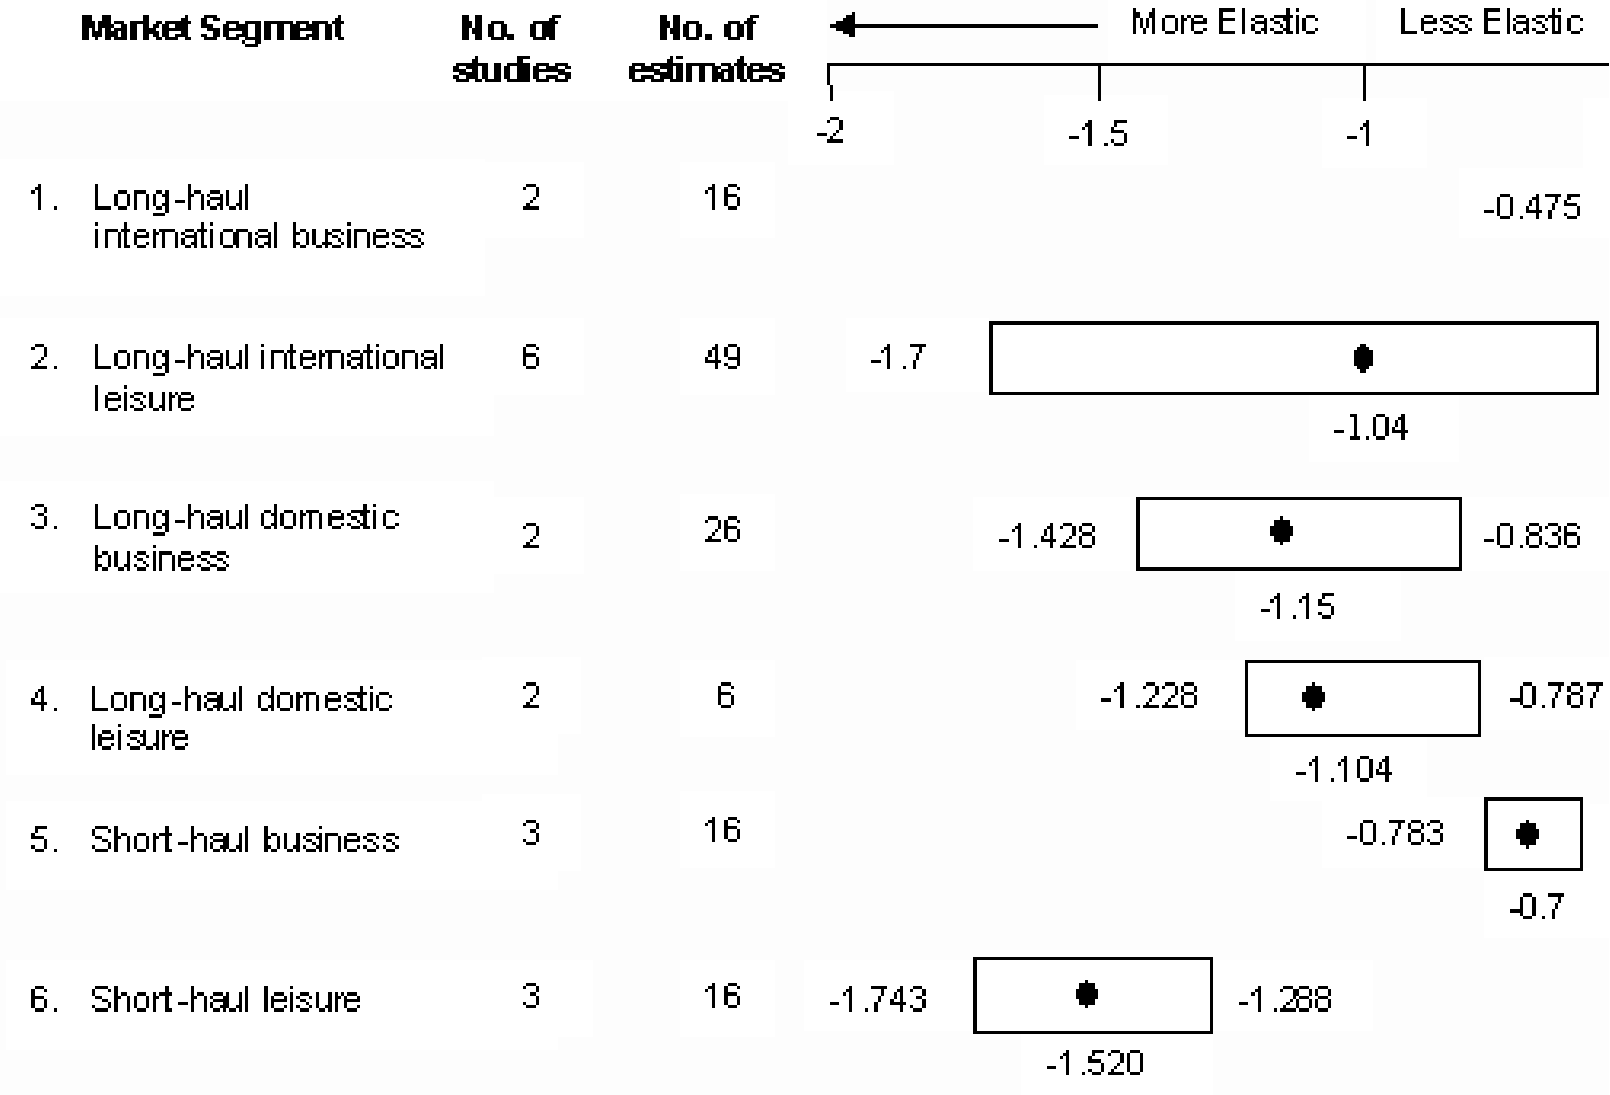 Market Segment No. of No. of More Elastic Less Elastic
studies estimates
-2 -1.5 -1
1. Long-haul 2 16 -0.475
international business
2. Long-haul international 6 49 -1.7
leisure
-1.04
3. Long-haul domestic 2 26 -1.428 -0.836
business
-1.15
4. Long-haul domestic 2 6 -1.228 -0.787
leisure
-1.104
5. Short-haul business 3 16 -0.783
-0.7
6. Short-haul leisure 3 16 -1.743 -1.288
-1.520